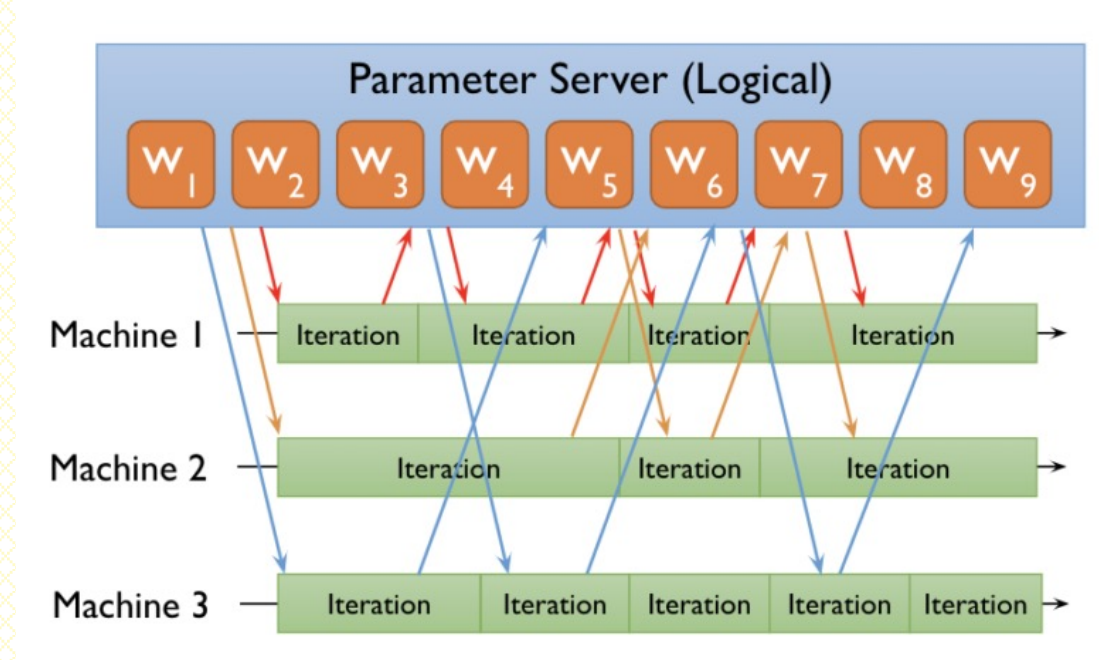 Parameter Server (Logical)
W1 W2 W3 W4 W5 W6 W7 W8 W9
Machine 1 Iteration Iteration Iteration Iteration
Machine 2 Iteration Iteration Iteration
Machine 3 Iteration Iteration Iteration Iteration Iteration